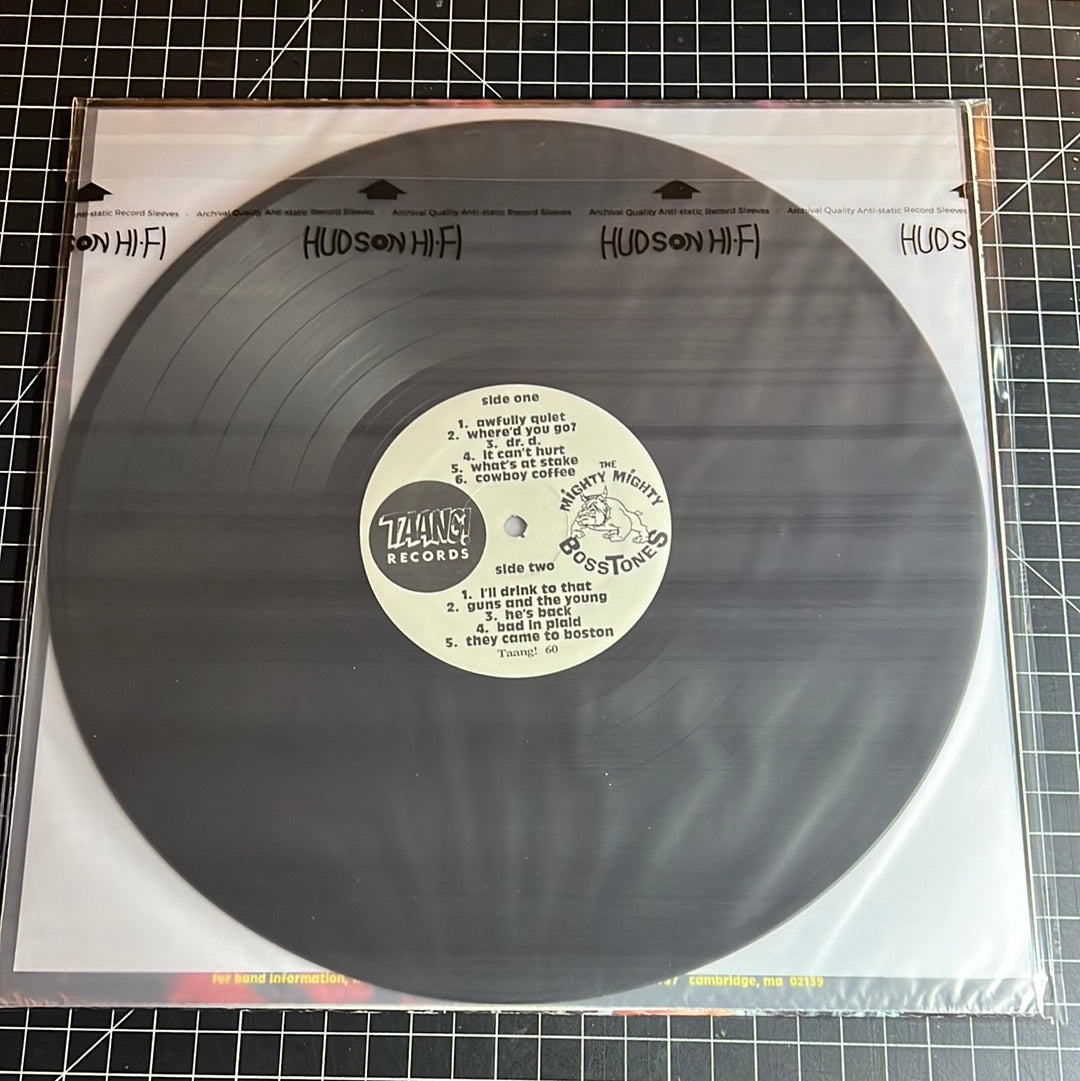 nti-static Record Sleeves • Archival Quality Anti-static Record Sleeves • Archival Quality Anti-static Record Sleeves • Archival Quality Anti-static Record Sleeves • Archival Quality Anti-static Record Sleeves
SON HI-FI HUDSON HI-FI HUDSON HI-FI HUDS
side one
1. awfully quiet
2. where'd you go?
3. dr. d.
4. it can't hurt
5. what's at stake
6. cowboy coffee
TAANG!
RECORDS
THE
MIGHTY MIGHTY
BOSSTONES
side two
1. i'll drink to that
2. guns and the young
3. he's back
4. bad in plaid
5. they came to boston
Taang! 60
for band information, cambridge, ma 02139